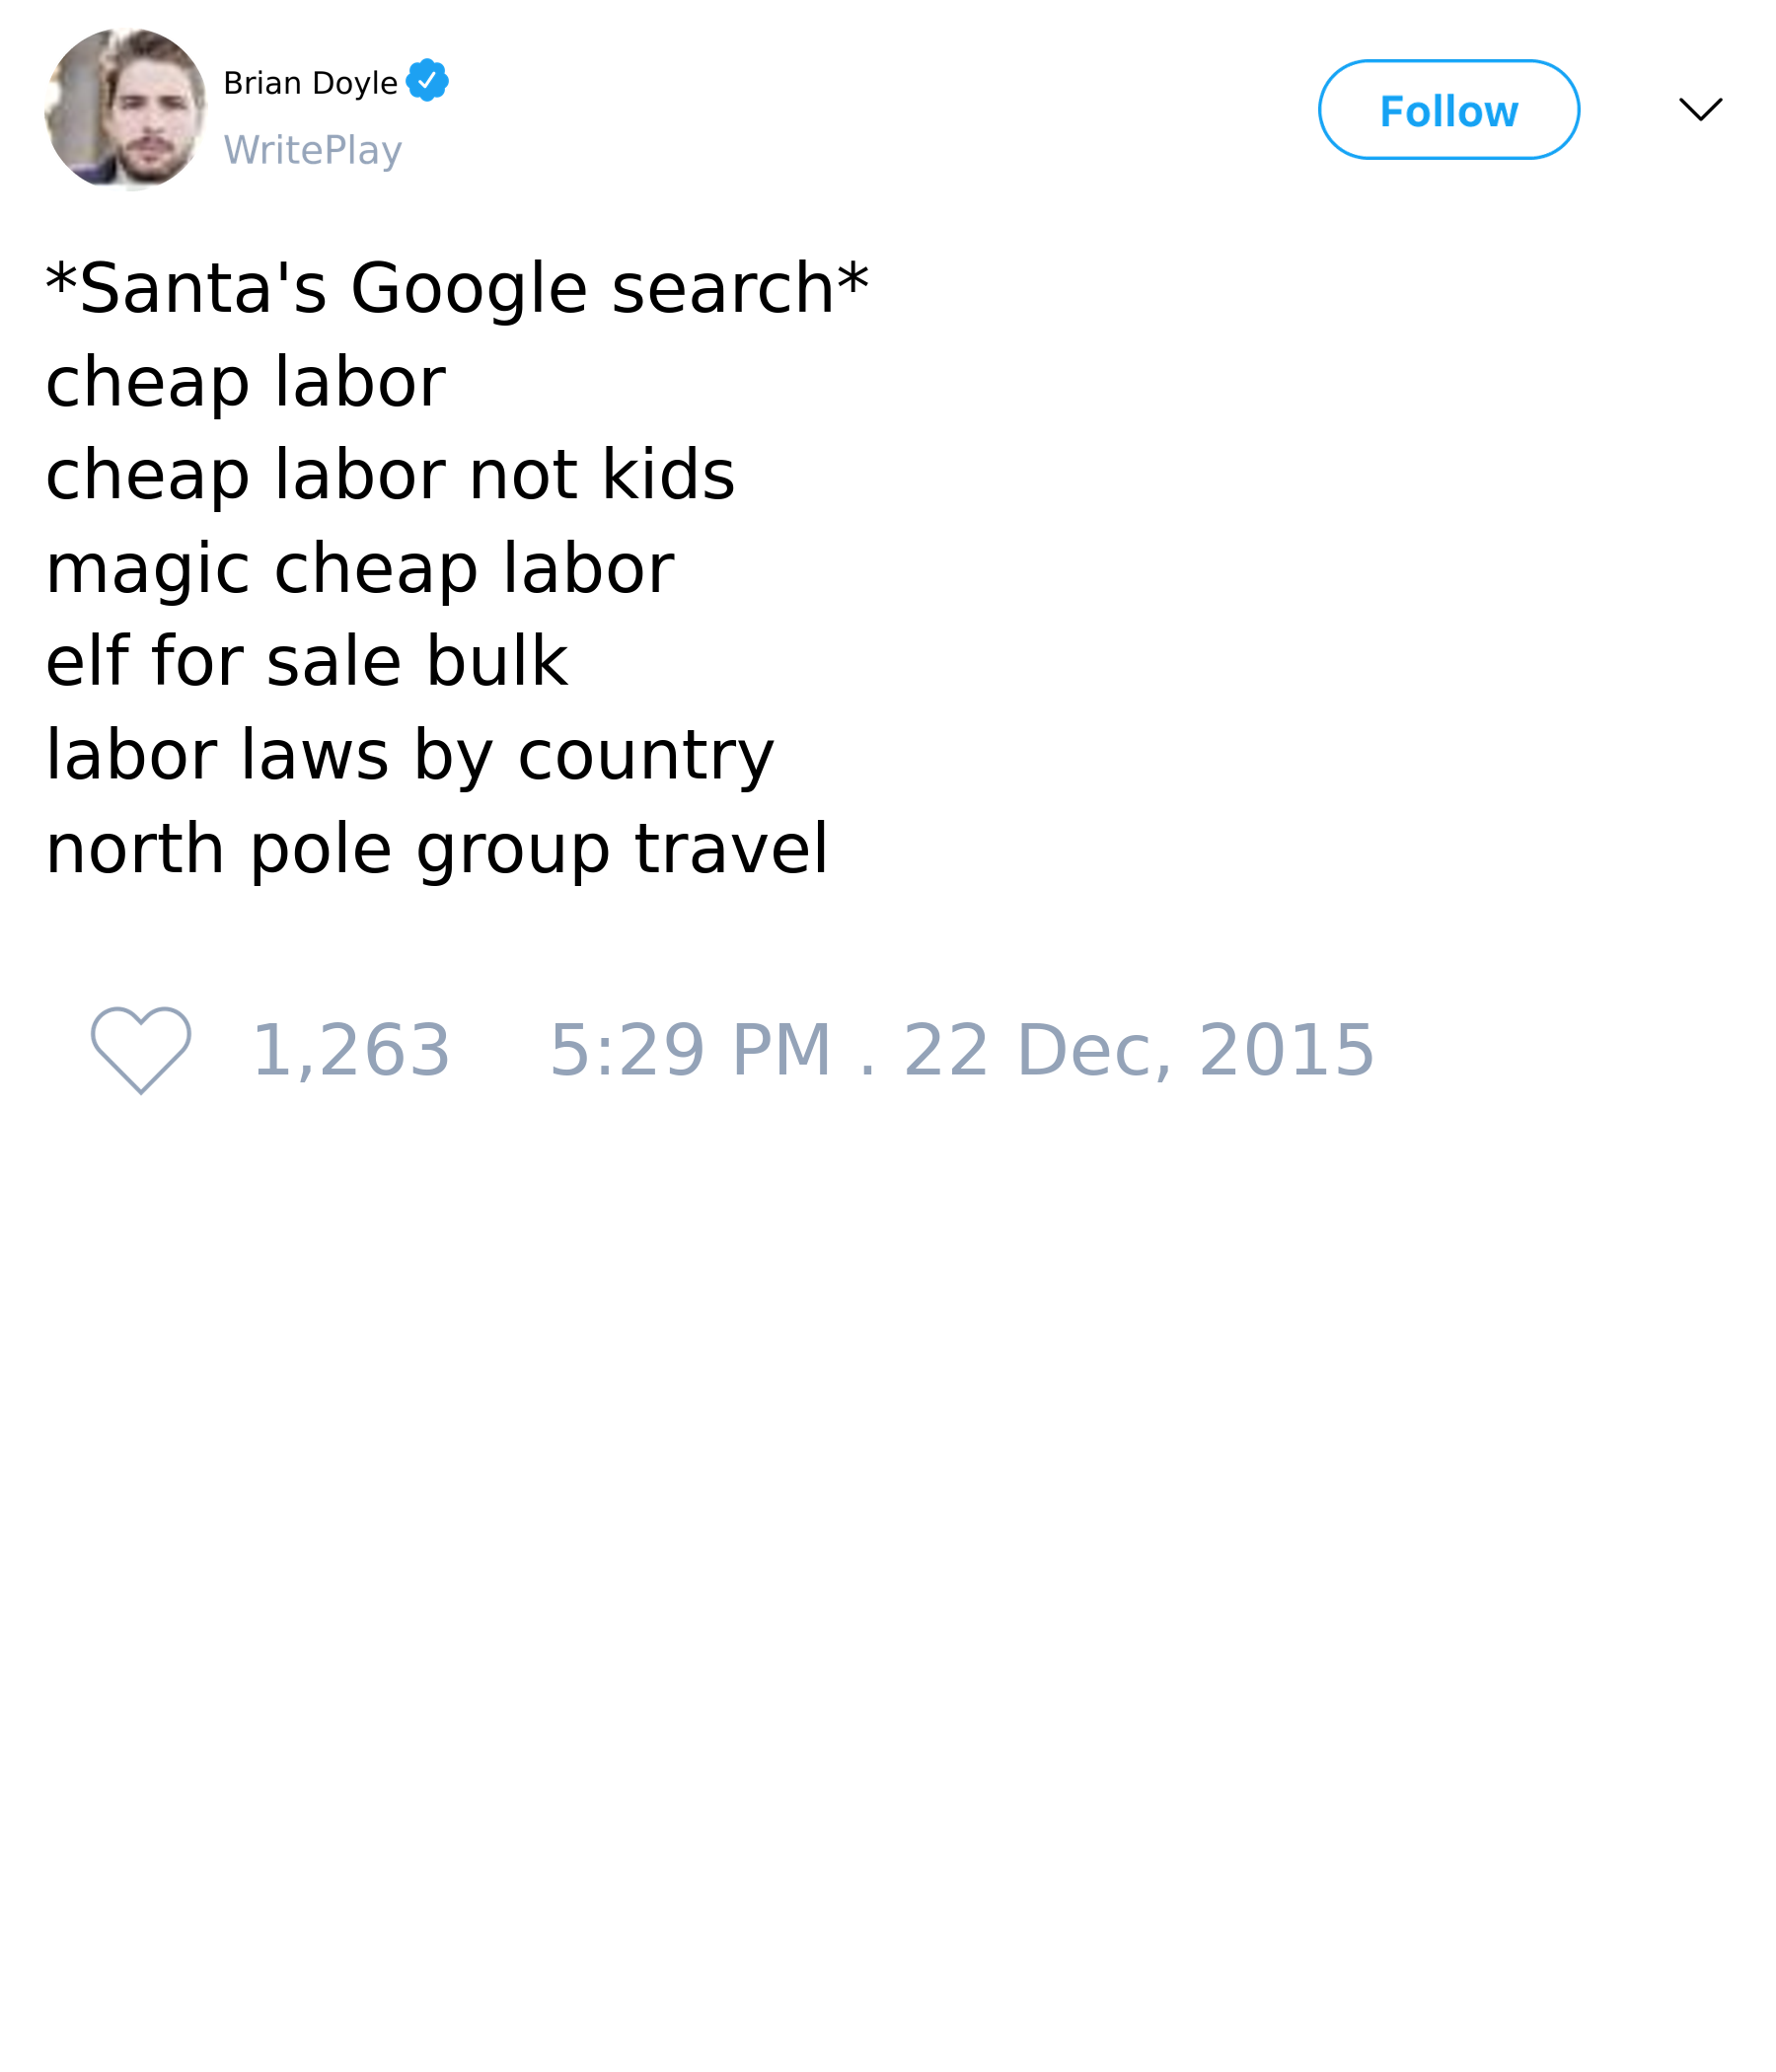 Brian Doyle
WritePlay
Follow
*Santa's Google search*
cheap labor
cheap labor not kids
magic cheap labor
elf for sale bulk
labor laws by country
north pole group travel
1,263 5:29 PM . 22 Dec, 2015